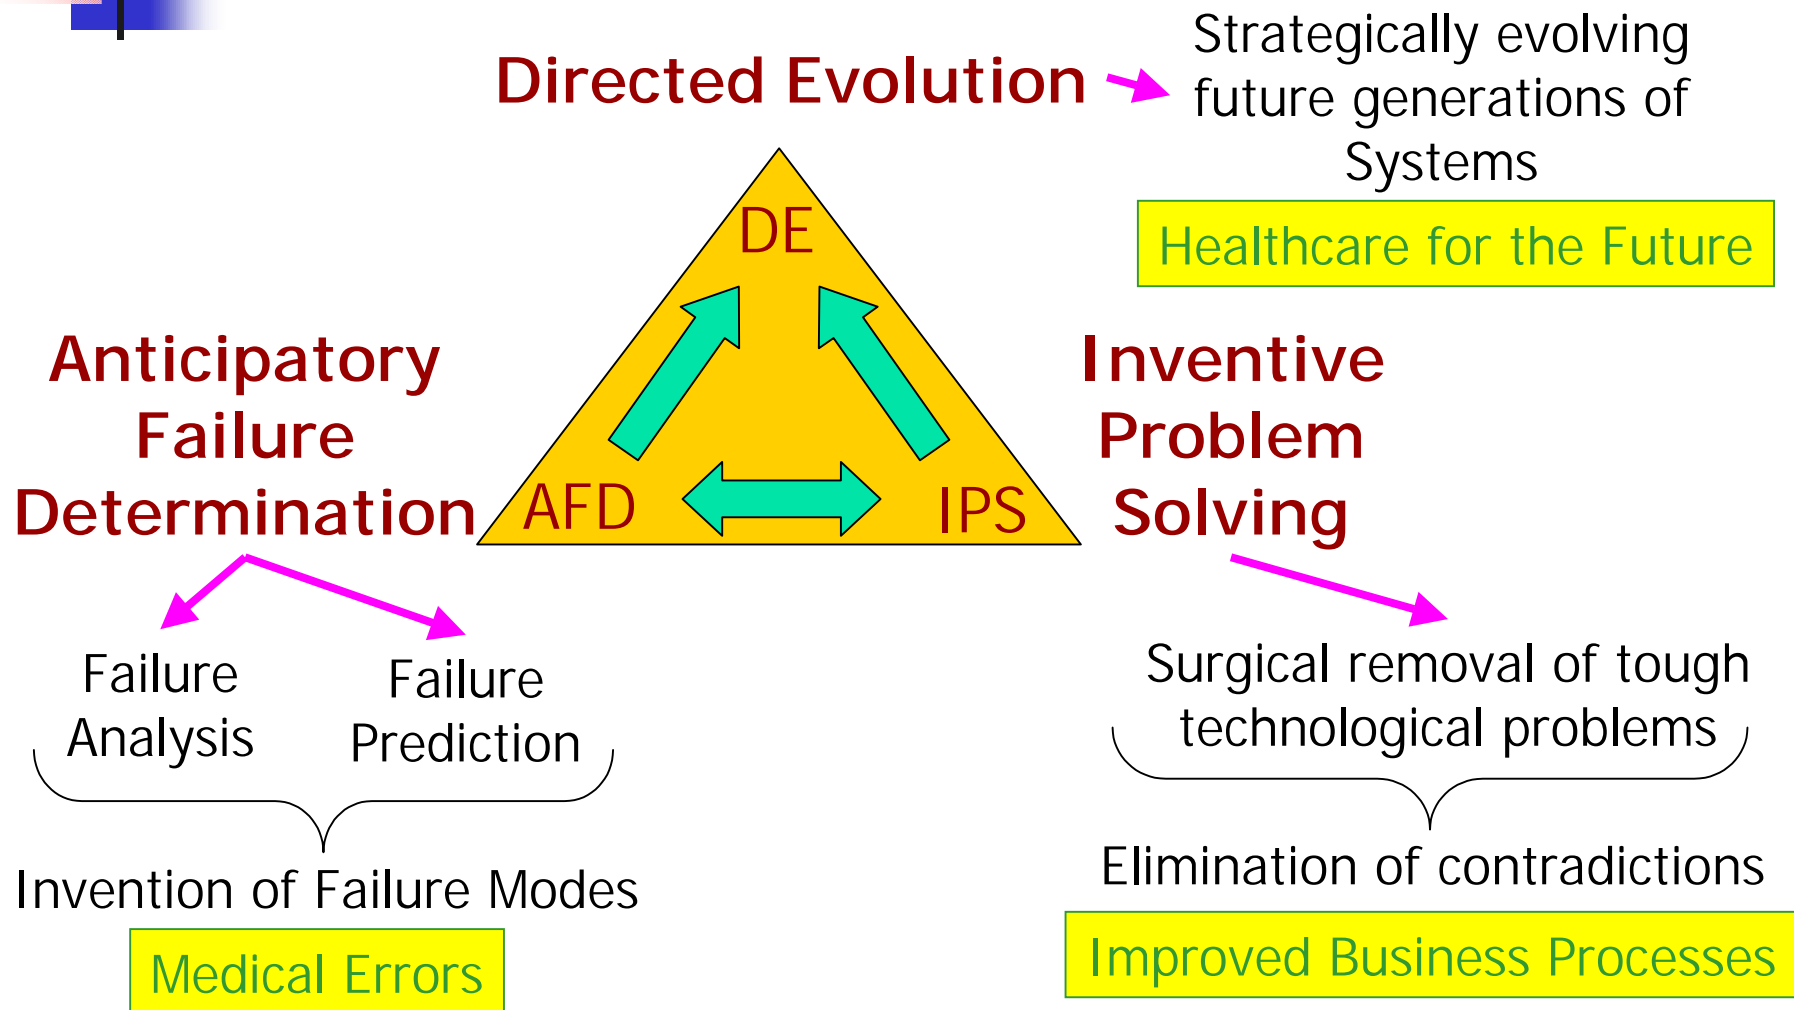 Directed Evolution
Strategically evolving
future generations of
Systems
Healthcare for the Future
DE
AFD
IPS
Anticipatory
Failure
Determination
Inventive
Problem
Solving
Failure
Analysis
Failure
Prediction
Invention of Failure Modes
Medical Errors
Surgical removal of tough
technological problems
Elimination of contradictions
Improved Business Processes